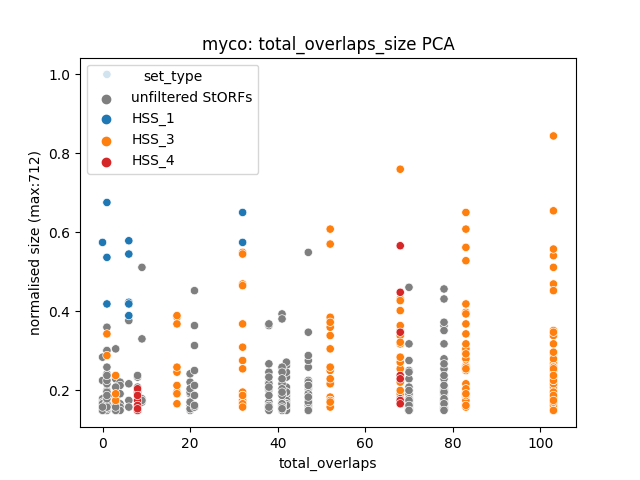 myco: total_overlaps_size PCA
1.0
0.8
0.6
0.4
0.2
normalised size (max:712)
set_type
unfiltered StORFs
HSS_1
HSS_3
HSS_4
0 20 40 60 80 100
total_overlaps